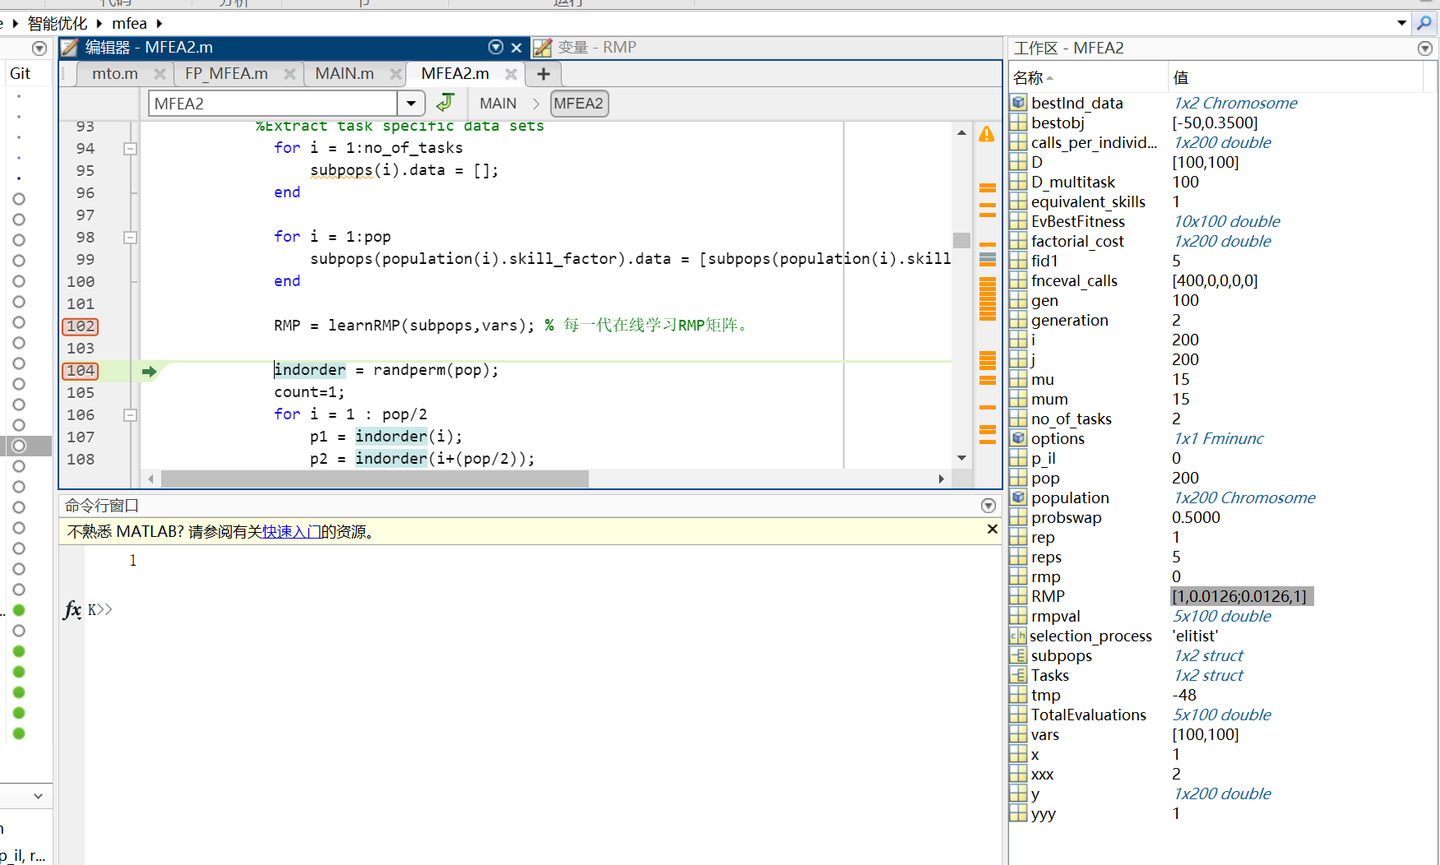 代码
分析
节
运行
e ▸ 智能优化 ▸ mfea ▸
Git
编辑器 - MFEA2.m
变量 - RMP
mto.m
FP_MFEA.m
MAIN.m
MFEA2.m
+
MFEA2
MAIN
MFEA2
93 %Extract task specific data sets
94 for i = 1:no_of_tasks
95 subpops(i).data = [];
96 end
97
98 for i = 1:pop
99 subpops(population(i).skill_factor).data = [subpops(population(i).skill
100 end
101
102 RMP = learnRMP(subpops,vars); % 每一代在线学习RMP矩阵。
103
104 indorder = randperm(pop);
105 count=1;
106 for i = 1 : pop/2
107 p1 = indorder(i);
108 p2 = indorder(i+(pop/2));
命令行窗口
不熟悉 MATLAB? 请参阅有关快速入门的资源。
1
fx K>>
n
p_il, r...
工作区 - MFEA2
名称 值
bestInd_data 1x2 Chromosome
bestobj [-50,0.3500]
calls_per_individ... 1x200 double
D [100,100]
D_multitask 100
equivalent_skills 1
EvBestFitness 10x100 double
factorial_cost 1x200 double
fid1 5
fnceval_calls [400,0,0,0,0]
gen 100
generation 2
i 200
j 200
mu 15
mum 15
no_of_tasks 2
options 1x1 Fminunc
p_il 0
pop 200
population 1x200 Chromosome
probswap 0.5000
rep 1
reps 5
rmp 0
RMP [1,0.0126;0.0126,1]
rmpval 5x100 double
selection_process 'elitist'
subpops 1x2 struct
Tasks 1x2 struct
tmp -48
TotalEvaluations 5x100 double
vars [100,100]
x 1
xxx 2
y 1x200 double
yyy 1